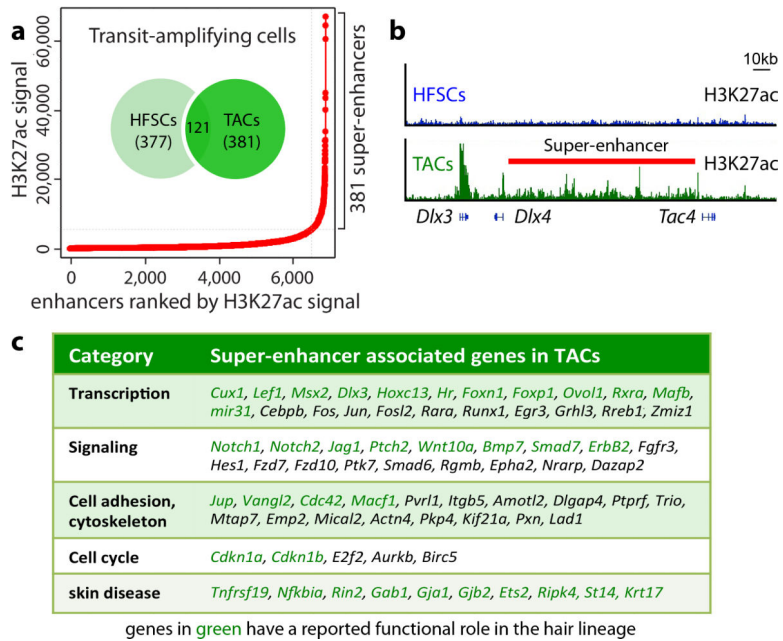 a
Transit-amplifying cells
H3K27ac signal
60,000
40,000
20,000
0
HFSCs
(377)
121
TACs
(381)
381 super-enhancers
0
2,000
4,000
6,000
enhancers ranked by H3K27ac signal
b
10kb
HFSCs
H3K27ac
TACs
Super-enhancer
H3K27ac
Dlx3
Dlx4
Tac4
c
Category
Super-enhancer associated genes in TACs
Transcription
Cux1, Lef1, Msx2, Dlx3, Hoxc13, Hr, Foxn1, Foxp1, Ovol1, Rxra, Mafb,
mir31, Cebpb, Fos, Jun, Fosl2, Rara, Runx1, Egr3, Grhl3, Rreb1, Zmiz1
Signaling
Notch1, Notch2, Jag1, Ptch2, Wnt10a, Bmp7, Smad7, ErbB2, Fgfr3,
Hes1, Fzd7, Fzd10, Ptk7, Smad6, Rgmb, Epha2, Nrarp, Dazap2
Cell adhesion,
cytoskeleton
Jup, Vangl2, Cdc42, Macf1, Pvrl1, Itgb5, Amotl2, Dlgap4, Ptprf, Trio,
Mtap7, Emp2, Mical2, Actn4, Pkp4, Kif21a, Pxn, Lad1
Cell cycle
Cdkn1a, Cdkn1b, E2f2, Aurkb, Birc5
skin disease
Tnfrsf19, Nfkbia, Rin2, Gab1, Gja1, Gjb2, Ets2, Ripk4, St14, Krt17
genes in green have a reported functional role in the hair lineage